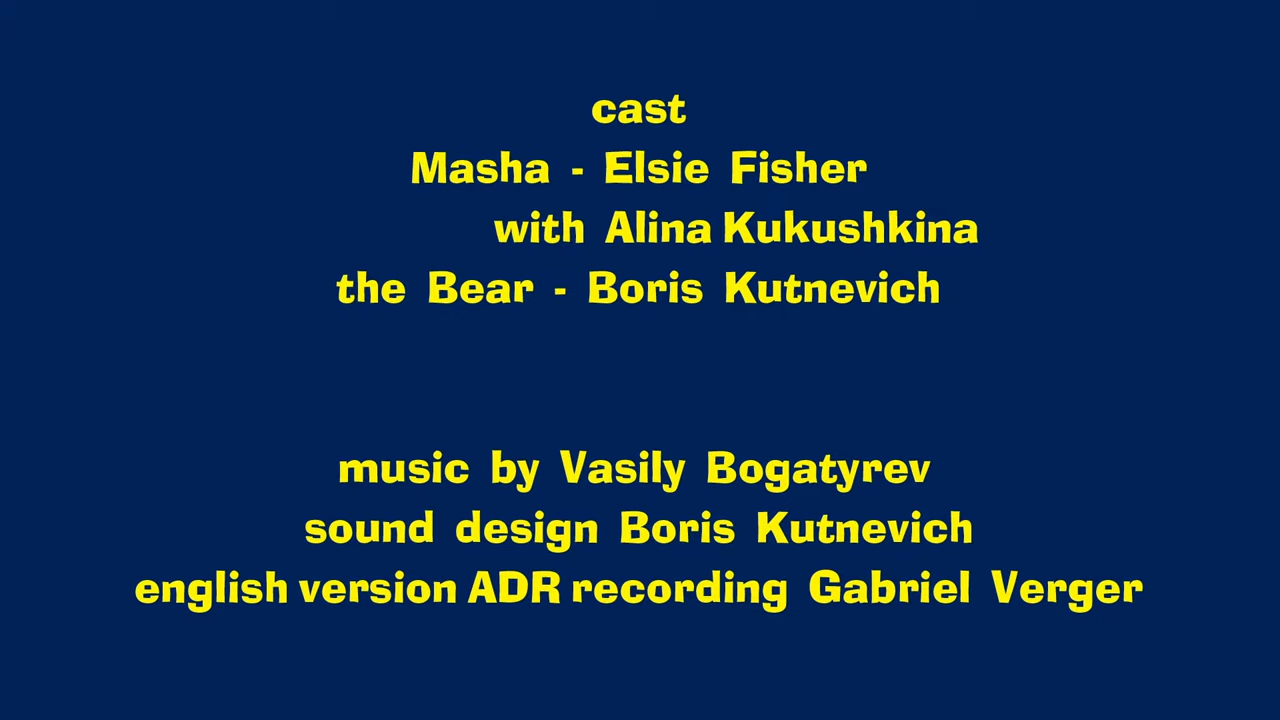 cast
Masha - Elsie Fisher
with Alina Kukushkina
the Bear - Boris Kutnevich
music by Vasily Bogatyrev
sound design Boris Kutnevich
english version ADR recording Gabriel Verger